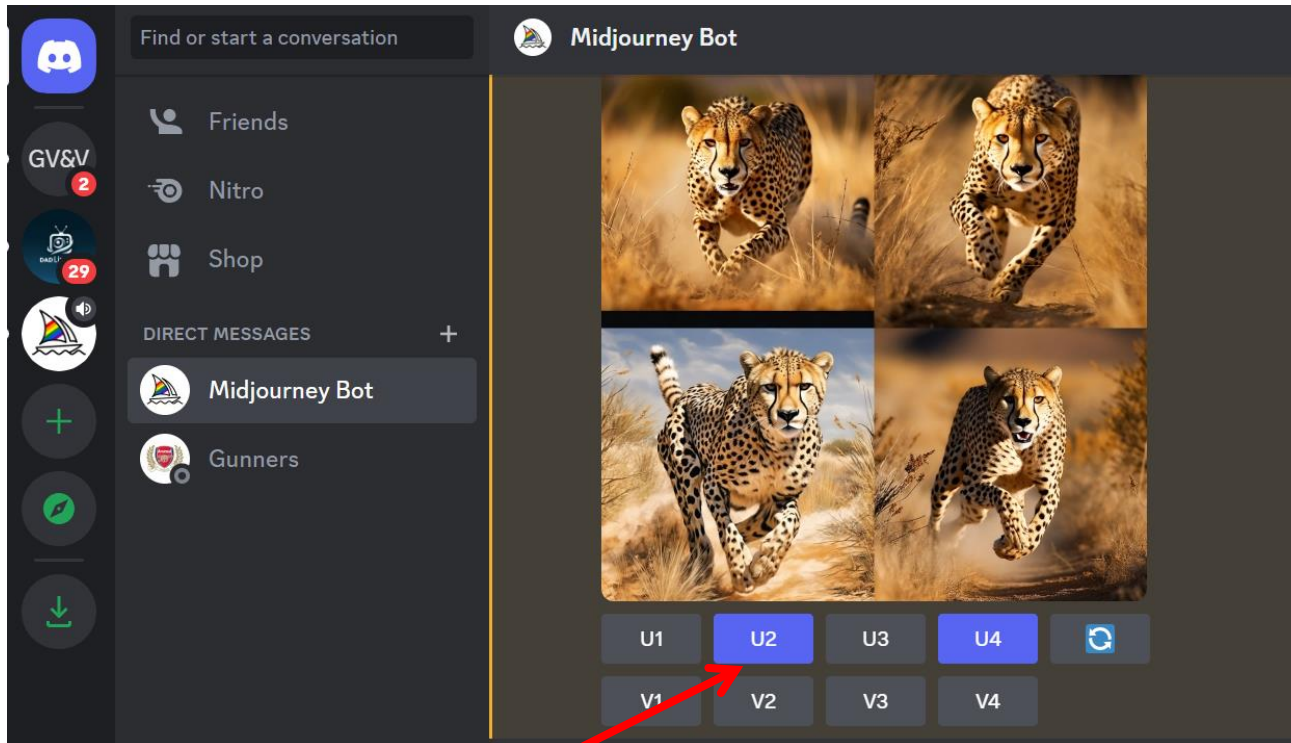 Find or start a conversation
Midjourney Bot
Friends
GV&V
2
Nitro
29
Shop
DIRECT MESSAGES
Midjourney Bot
Gunners
U1 U2 U3 U4
V1 V2 V3 V4